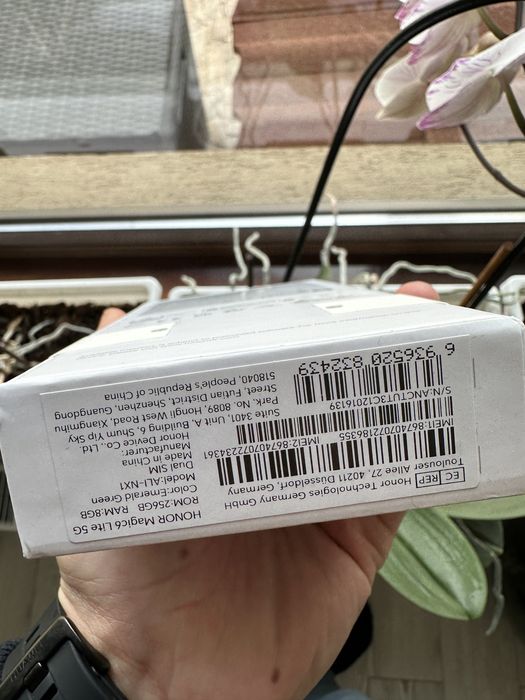 HONOR Magic6 Lite 5G
ROM:256GB RAM:8GB
Color:Emerald Green
Model:ALI-NX1
Dual SIM
Made in China
Manufacturer:
Honor Device Co., Ltd
Suite 3401, Unit A, Building 6, Shum Yip Sky
Park, No. 8089, Hongli West Road, Xiangmihu
Street, Futian District, Shenzhen, Guangdong
518040, People's Republic of China
EC REP
Honor Technologies Germany GmbH
Toulouser Allee 27, 40211 Düsseldorf, Germany
IMEI1:867407072186355
IMEI2:867407072234361
S/N:ANCUT3C12016139
6 936520 832439